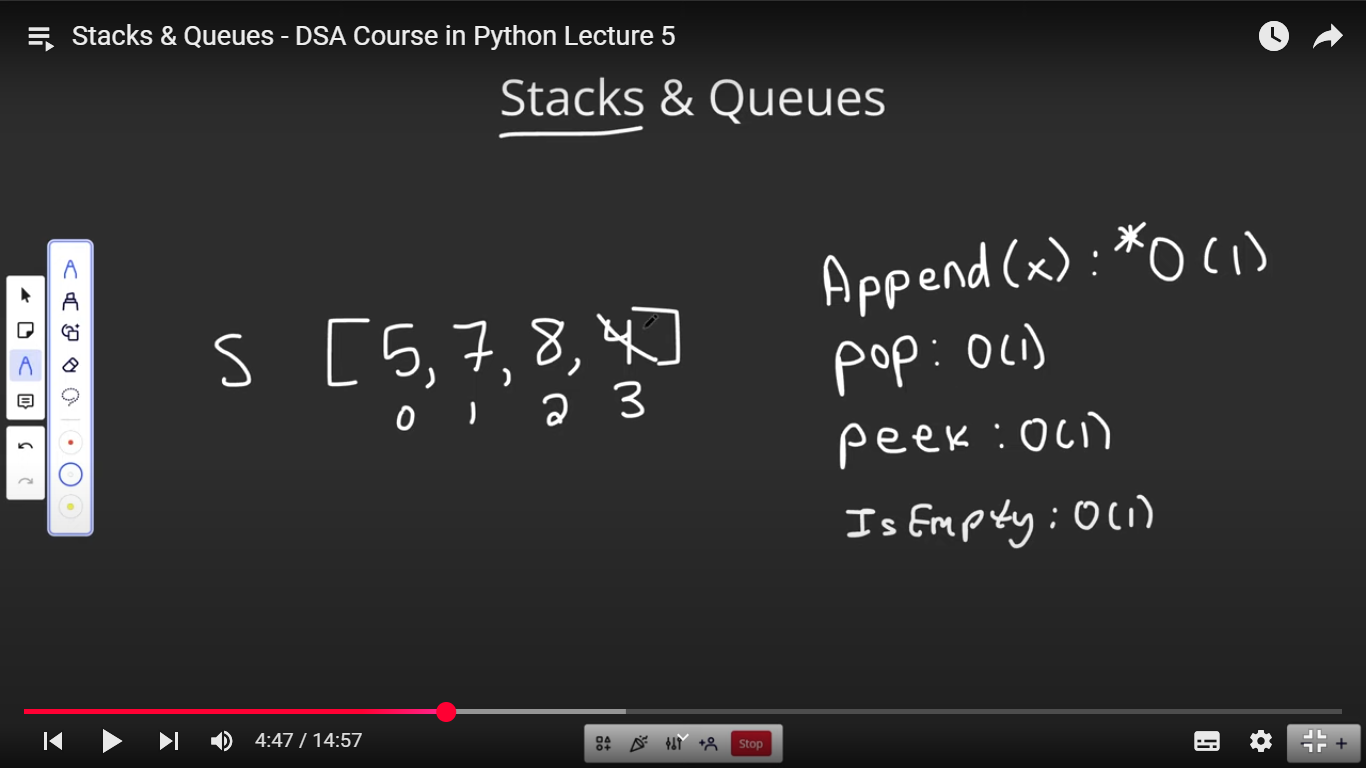 Stacks & Queues - DSA Course in Python Lecture 5
Stacks & Queues
Append(x): *O(1)
S [5, 7, 8, 4]
0 1 2 3
pop: O(1)
peek: O(1)
IsEmpty: O(1)
4:47 / 14:57
Stop